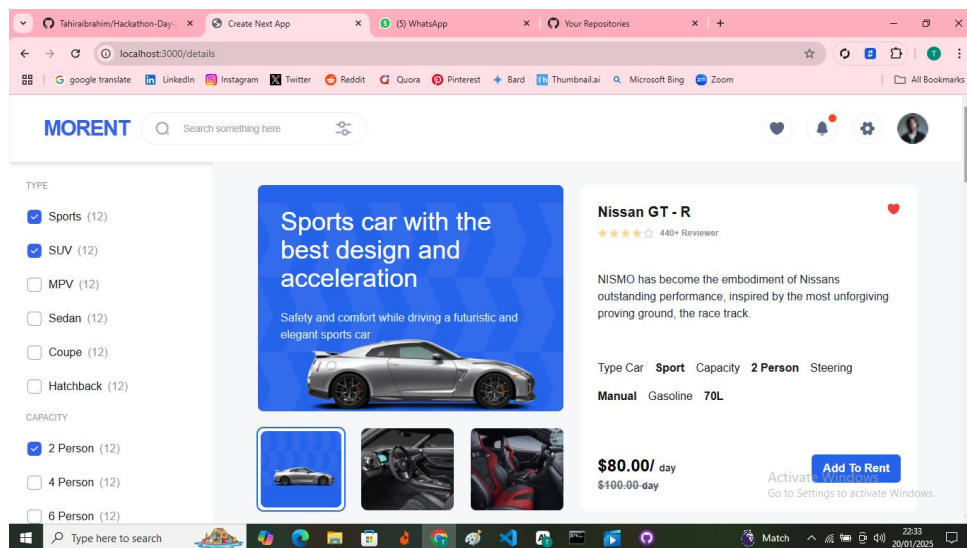 Tahiraibrahim/Hackathon-Day-
Create Next App
(5) WhatsApp
Your Repositories
localhost:3000/details
google translate
LinkedIn
Instagram
Twitter
Reddit
Quora
Pinterest
Bard
Th
Thumbnail.ai
Microsoft Bing
zm
Zoom
All Bookmarks
T
MORENT
Search something here
TYPE
Sports (12)
SUV (12)
MPV (12)
Sedan (12)
Coupe (12)
Hatchback (12)
CAPACITY
2 Person (12)
4 Person (12)
6 Person (12)
Sports car with the
best design and
acceleration
Safety and comfort while driving a futuristic and
elegant sports car
Nissan GT - R
440+ Reviewer
NISMO has become the embodiment of Nissans
outstanding performance, inspired by the most unforgiving
proving ground, the race track.
Type Car Sport Capacity 2 Person Steering
Manual Gasoline 70L
$80.00/ day
$100.00 day
Add To Rent
Activate Windows
Go to Settings to activate Windows.
Type here to search
Match
22:33
20/01/2025